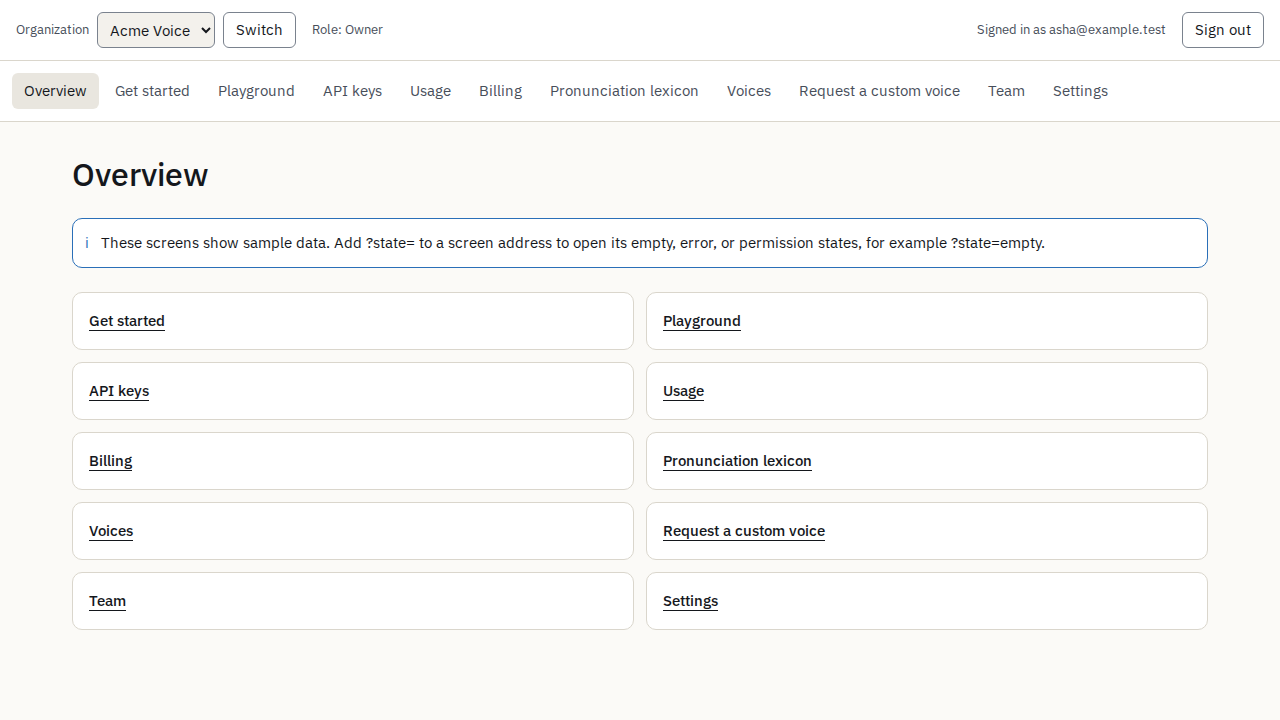 Organization Acme Voice Switch Role: Owner Signed in as asha@example.test Sign out
Overview Get started Playground API keys Usage Billing Pronunciation lexicon Voices Request a custom voice Team Settings
Overview
i These screens show sample data. Add ?state= to a screen address to open its empty, error, or permission states, for example ?state=empty.
Get started Playground
API keys Usage
Billing Pronunciation lexicon
Voices Request a custom voice
Team Settings